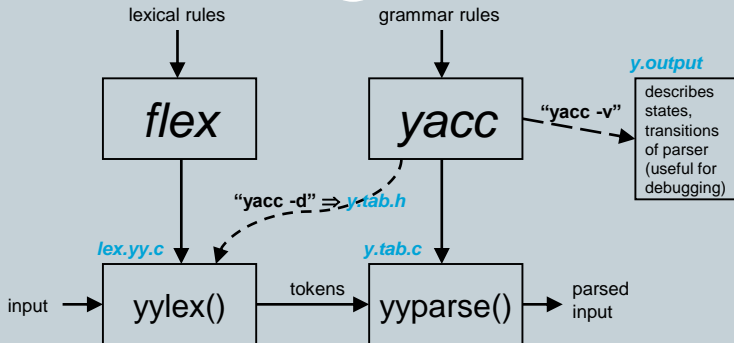 lexical rules
grammar rules
y.output
flex
yacc
“yacc -v”
describes
states,
transitions
of parser
(useful for
debugging)
“yacc -d” ⇒ y.tab.h
lex.yy.c
y.tab.c
input
yylex()
tokens
yyparse()
parsed
input